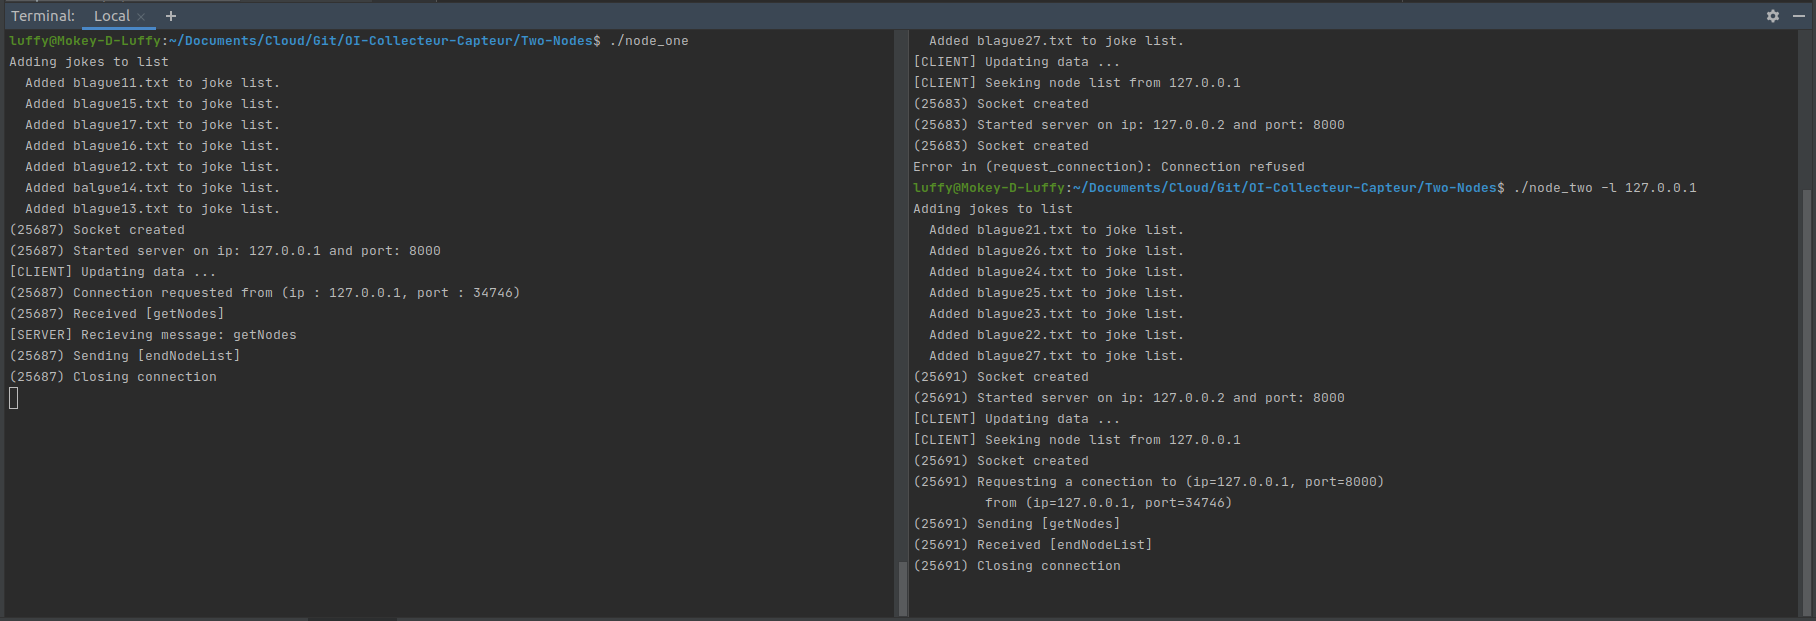 Terminal: Local × +
luffy@Mokey-D-Luffy:~/Documents/Cloud/Git/OI-Collecteur-Capteur/Two-Nodes$ ./node_one
Adding jokes to list
  Added blague11.txt to joke list.
  Added blague15.txt to joke list.
  Added blague17.txt to joke list.
  Added blague16.txt to joke list.
  Added blague12.txt to joke list.
  Added balgue14.txt to joke list.
  Added blague13.txt to joke list.
(25687) Socket created
(25687) Started server on ip: 127.0.0.1 and port: 8000
[CLIENT] Updating data ...
(25687) Connection requested from (ip : 127.0.0.1, port : 34746)
(25687) Received [getNodes]
[SERVER] Recieving message: getNodes
(25687) Sending [endNodeList]
(25687) Closing connection
  Added blague27.txt to joke list.
[CLIENT] Updating data ...
[CLIENT] Seeking node list from 127.0.0.1
(25683) Socket created
(25683) Started server on ip: 127.0.0.2 and port: 8000
(25683) Socket created
Error in (request_connection): Connection refused
luffy@Mokey-D-Luffy:~/Documents/Cloud/Git/OI-Collecteur-Capteur/Two-Nodes$ ./node_two -l 127.0.0.1
Adding jokes to list
  Added blague21.txt to joke list.
  Added blague26.txt to joke list.
  Added blague24.txt to joke list.
  Added blague25.txt to joke list.
  Added blague23.txt to joke list.
  Added blague22.txt to joke list.
  Added blague27.txt to joke list.
(25691) Socket created
(25691) Started server on ip: 127.0.0.2 and port: 8000
[CLIENT] Updating data ...
[CLIENT] Seeking node list from 127.0.0.1
(25691) Socket created
(25691) Requesting a conection to (ip=127.0.0.1, port=8000)
         from (ip=127.0.0.1, port=34746)
(25691) Sending [getNodes]
(25691) Received [endNodeList]
(25691) Closing connection